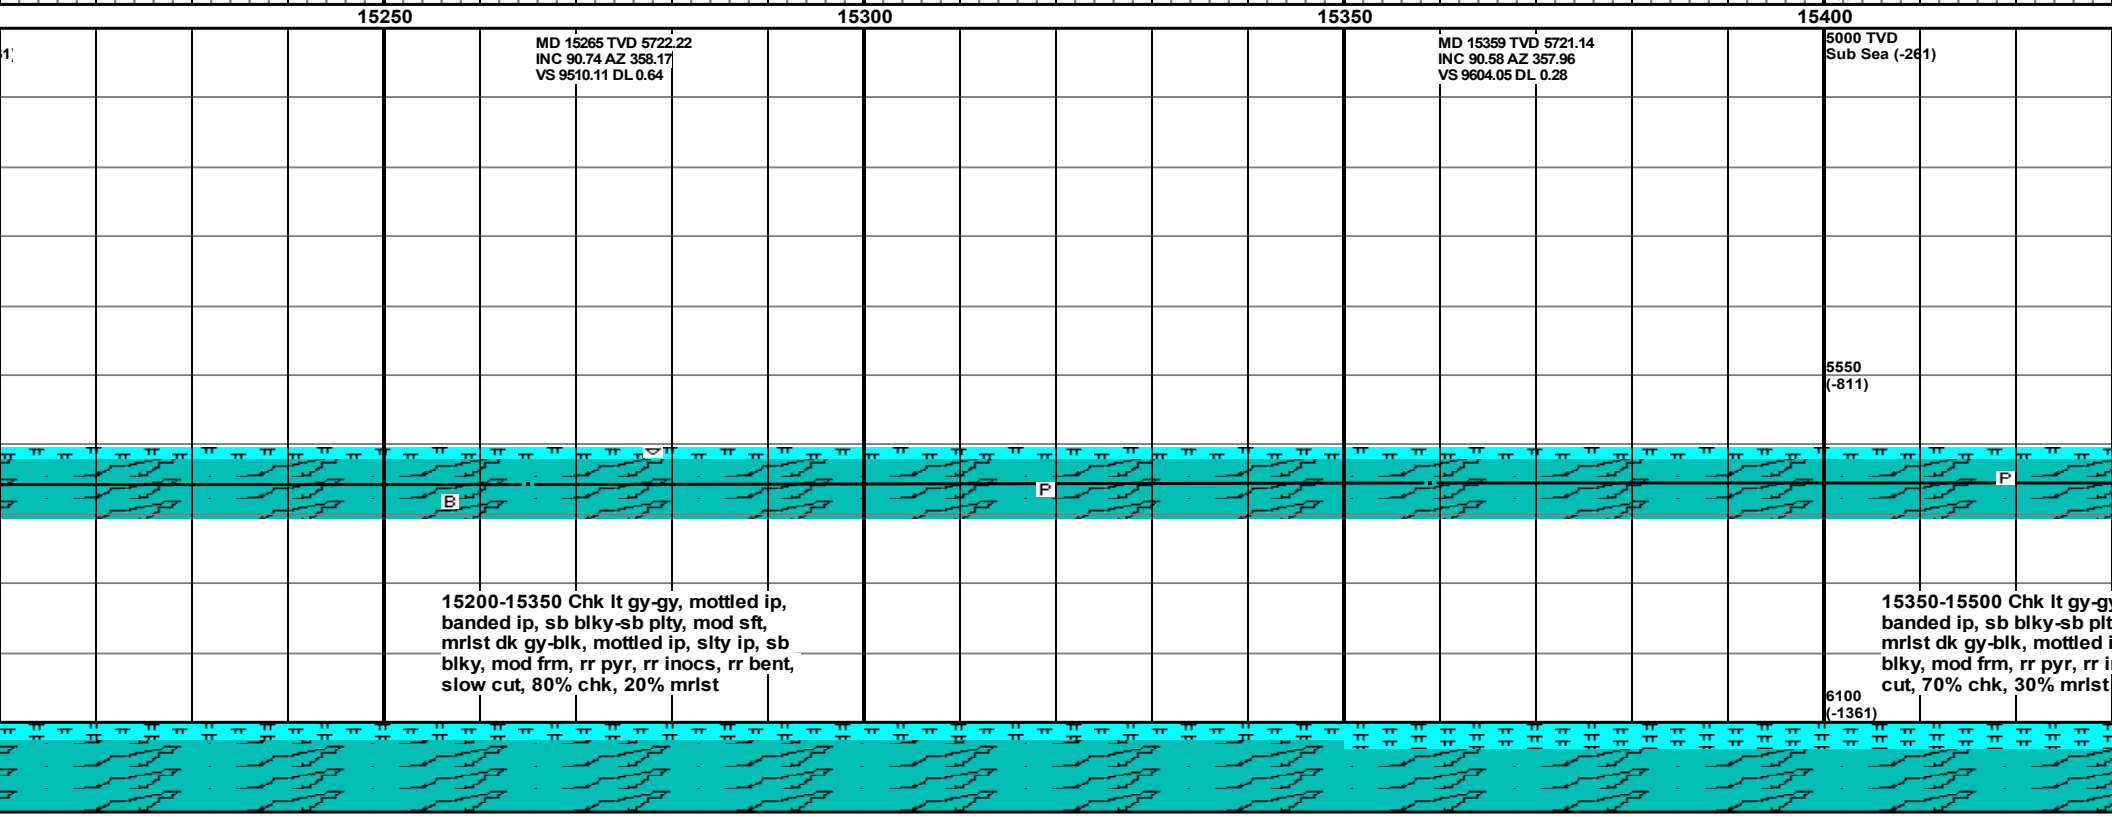 15250
15300
15350
15400
MD 15265 TVD 5722.22
INC 90.74 AZ 358.17
VS 9510.11 DL 0.64
MD 15359 TVD 5721.14
INC 90.58 AZ 357.96
VS 9604.05 DL 0.28
5000 TVD
Sub Sea (-261)
5550
(-811)
B
P
P
15200-15350 Chk lt gy-gy, mottled ip,
banded ip, sb blky-sb plty, mod sft,
mrlst dk gy-blk, mottled ip, slty ip, sb
blky, mod frm, rr pyr, rr inocs, rr bent,
slow cut, 80% chk, 20% mrlst
15350-15500 Chk lt gy-gy
banded ip, sb blky-sb plt
mrlst dk gy-blk, mottled i
blky, mod frm, rr pyr, rr i
cut, 70% chk, 30% mrlst
6100
(-1361)